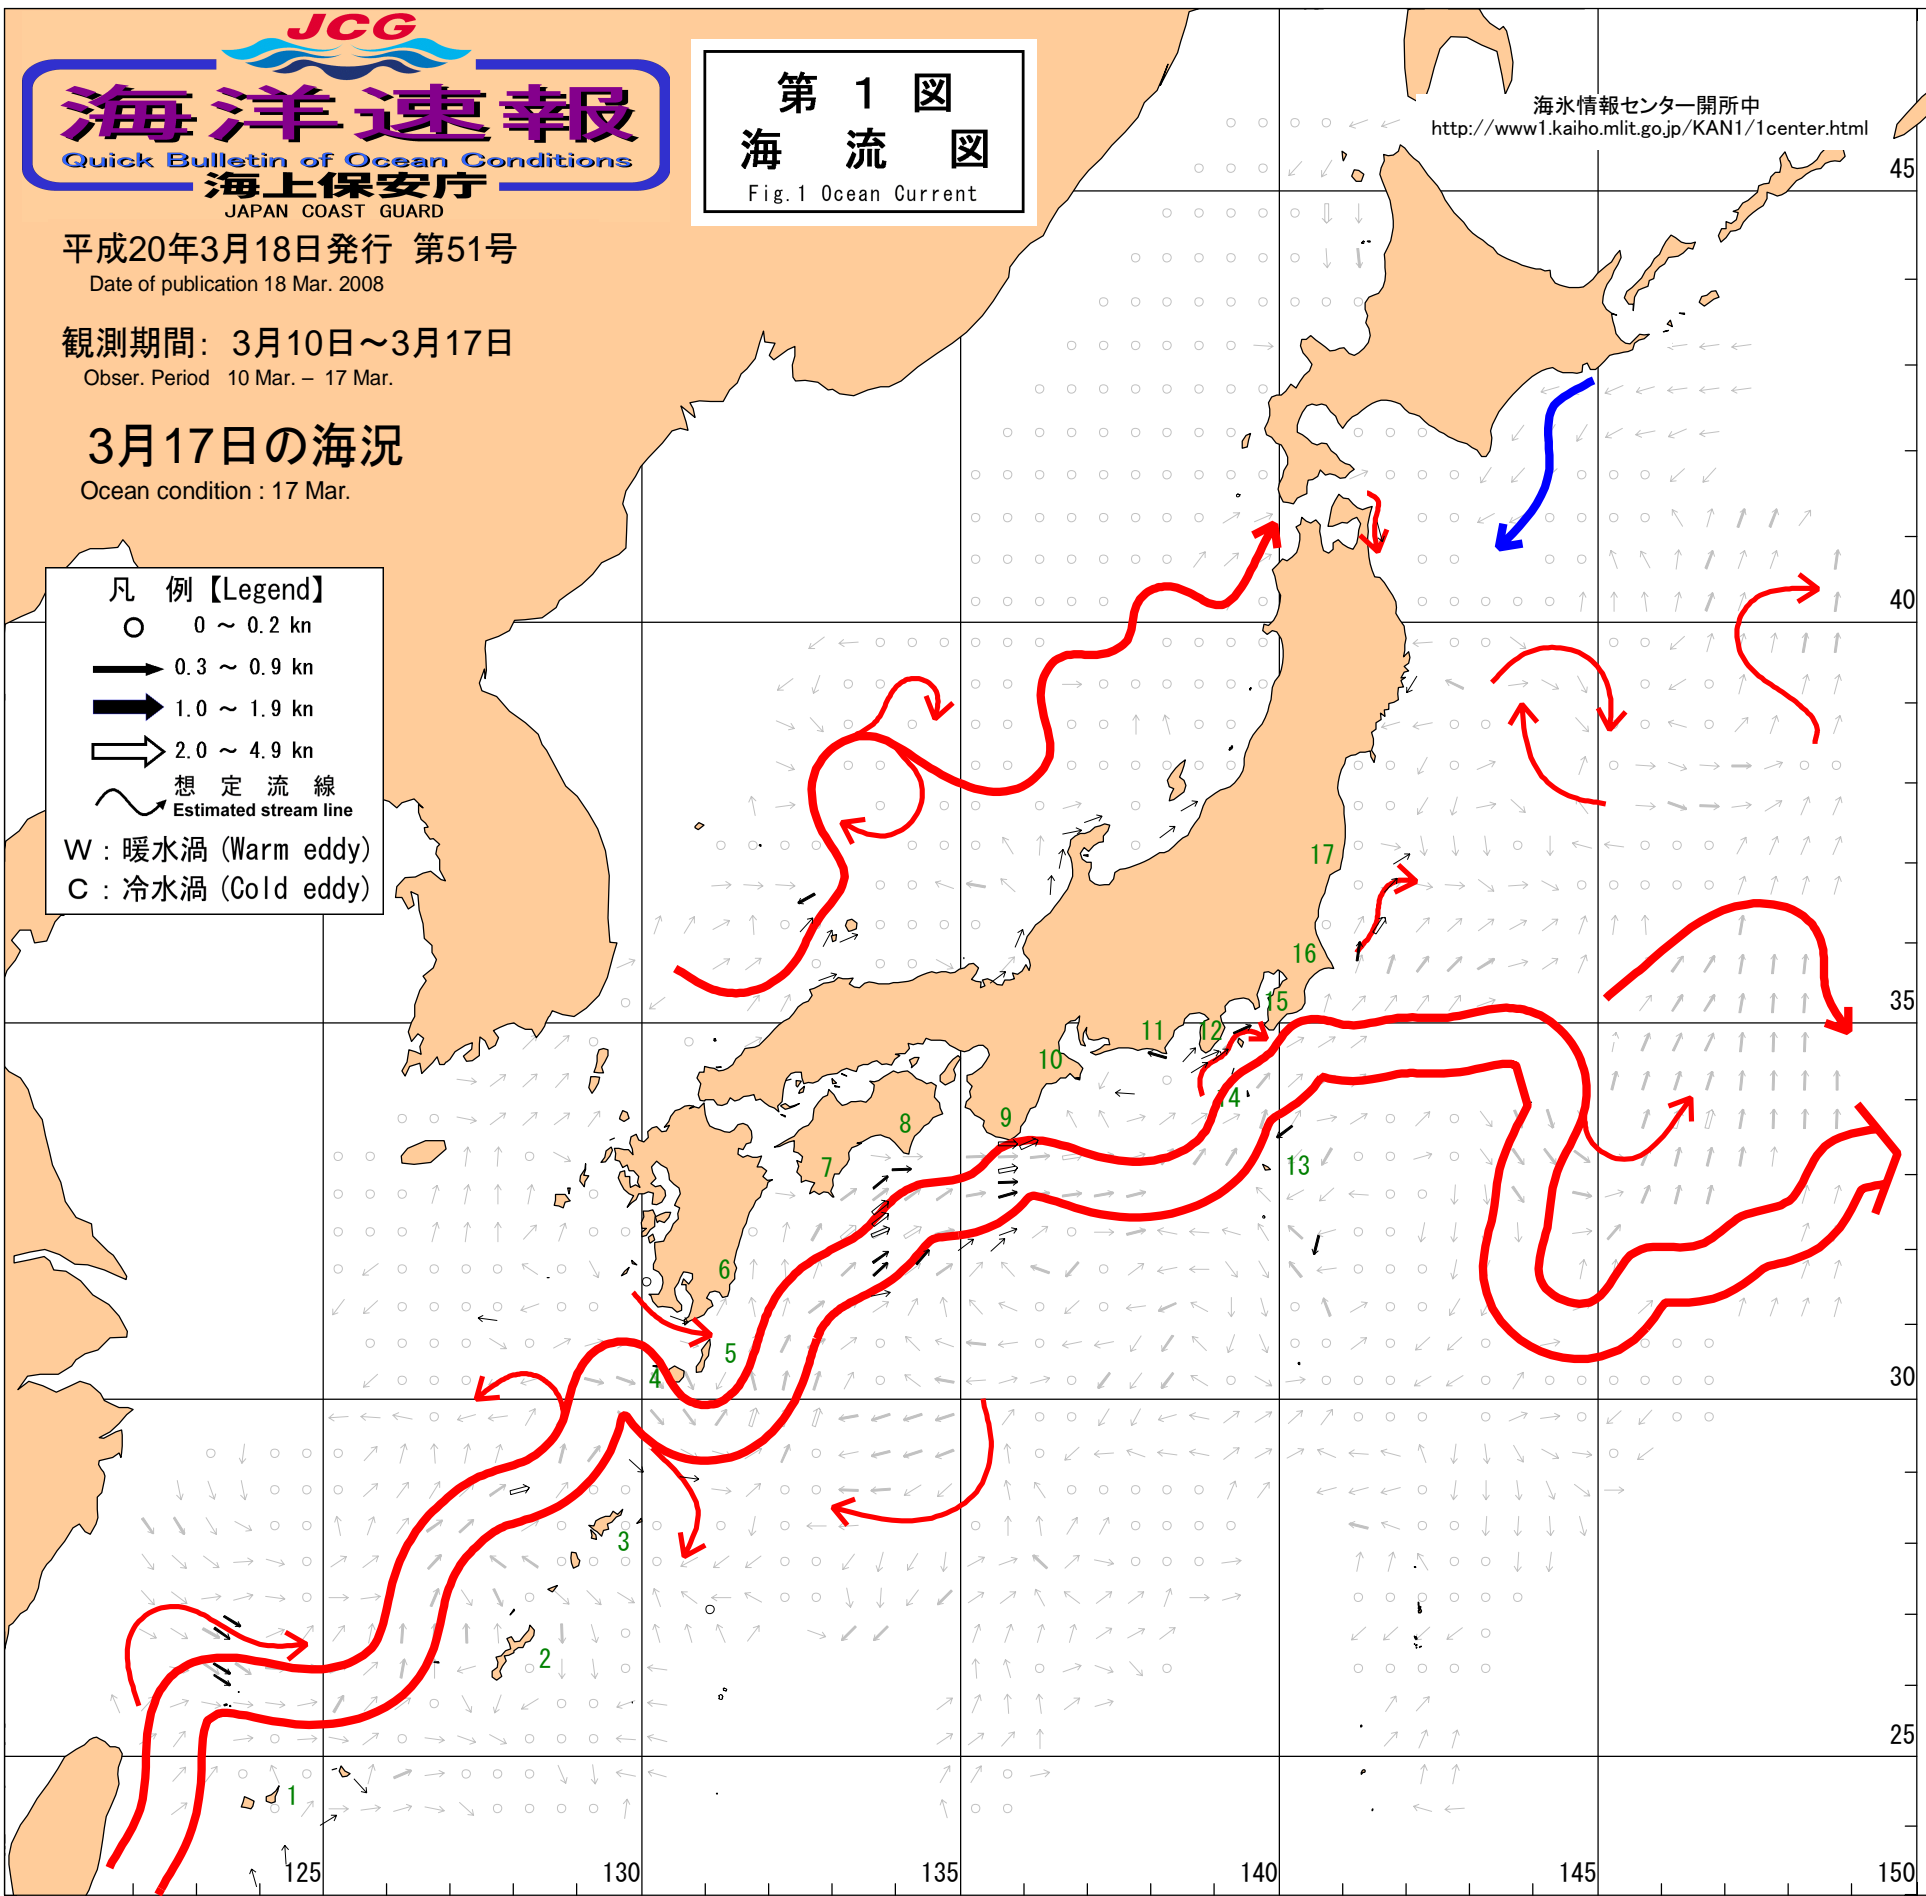 JCG
海洋速報
Quick Bulletin of Ocean Conditions
海上保安庁
JAPAN COAST GUARD
平成20年3月18日発行 第51号
Date of publication 18 Mar. 2008
観測期間： 3月10日～3月17日
Obser. Period 10 Mar. – 17 Mar.
3月17日の海況
Ocean condition : 17 Mar.
第 1 図
海 流 図
Fig.1 Ocean Current
海氷情報センター開所中
http://www1.kaiho.mlit.go.jp/KAN1/1center.html
凡 例【Legend】
0 ～ 0.2 kn
0.3 ～ 0.9 kn
1.0 ～ 1.9 kn
2.0 ～ 4.9 kn
想 定 流 線
Estimated stream line
W : 暖水渦 (Warm eddy)
C : 冷水渦 (Cold eddy)
45
40
35
30
25
17
16
15
14
13
12
11
10
9
8
7
6
5
4
3
2
1
125
130
135
140
145
150